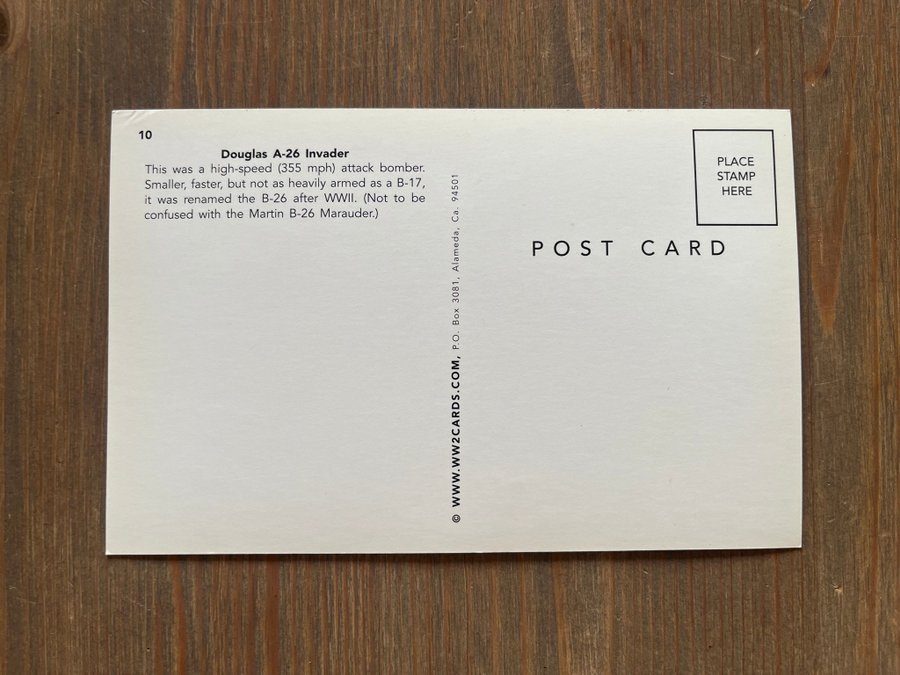 10
Douglas A-26 Invader
This was a high-speed (355 mph) attack bomber.
Smaller, faster, but not as heavily armed as a B-17,
it was renamed the B-26 after WWII. (Not to be
confused with the Martin B-26 Marauder.)
© WWW.WW2CARDS.COM, P.O. Box 3081, Alameda, Ca. 94501
PLACE
STAMP
HERE
POST CARD